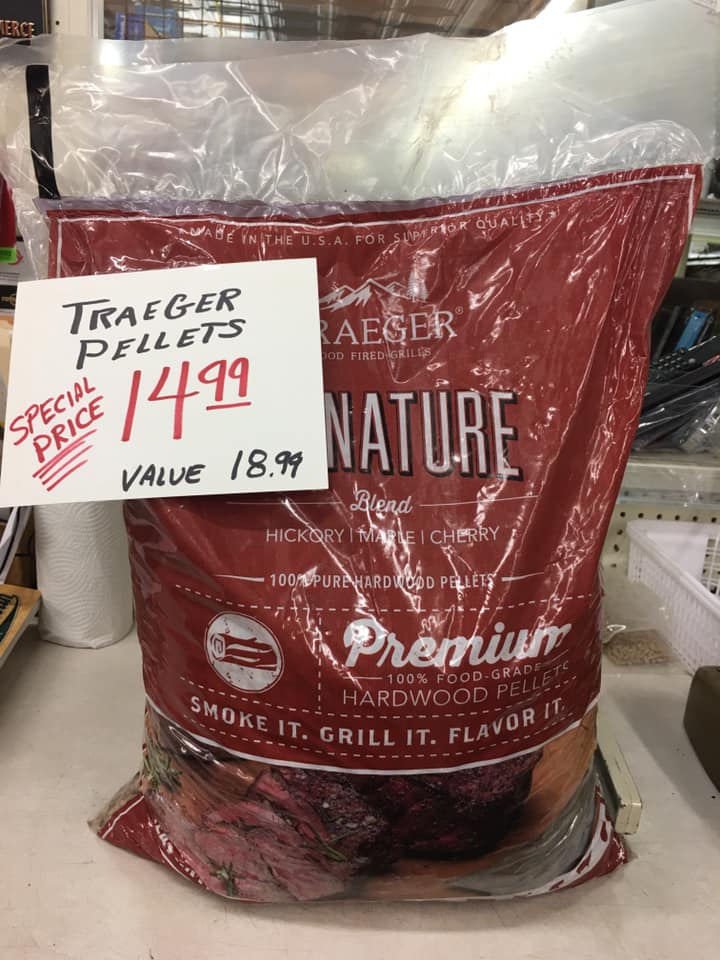 MERCE
MADE IN THE U.S.A. FOR SUPERIOR QUALITY
TRAEGER
PELLETS
SPECIAL
PRICE
14 99
VALUE 18.99
RAEGER®
OOD FIRED GRILLS
NATURE
Blend
HICKORY | MAPLE | CHERRY
100% PURE HARDWOOD PELLETS
Premium
100% FOOD-GRADE
HARDWOOD PELLETS
SMOKE IT. GRILL IT. FLAVOR IT.